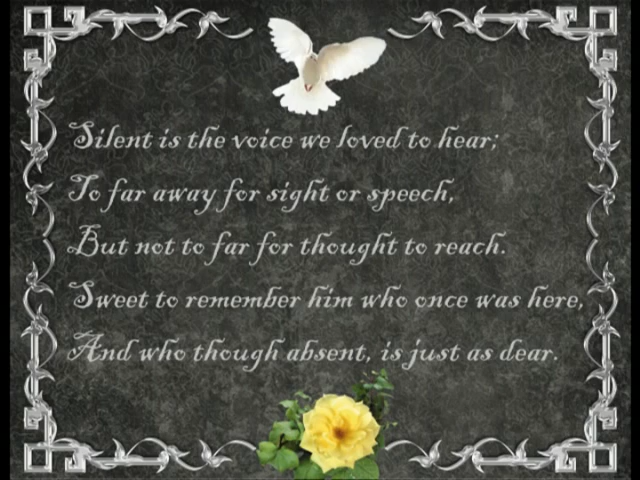 Silent is the voice we loved to hear;
To far away for sight or speech,
But not to far for thought to reach.
Sweet to remember him who once was here,
And who though absent, is just as dear.